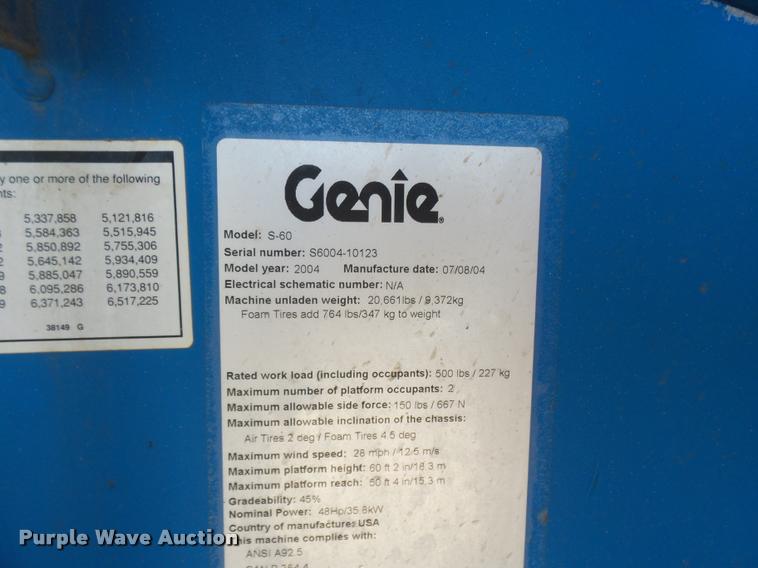 y one or more of the following
nts:
5,337,858 5,121,816
5,584,363 5,515,945
2 5,850,892 5,755,306
2 5,645,142 5,934,409
9 5,885,047 5,890,559
8 6,095,286 6,173,810
9 6,371,243 6,517,225
38149 G
Genie
Model: S-60
Serial number: S6004-10123
Model year: 2004 Manufacture date: 07/08/04
Electrical schematic number: N/A
Machine unladen weight: 20,661lbs / 9,372kg
Foam Tires add 764 lbs/347 kg to weight
Rated work load (including occupants): 500 lbs / 227 kg
Maximum number of platform occupants: 2
Maximum allowable side force: 150 lbs / 667 N
Maximum allowable inclination of the chassis:
Air Tires 2 deg / Foam Tires 4.5 deg
Maximum wind speed: 28 mph / 12.5 m/s
Maximum platform height: 60 ft 2 in/18.3 m
Maximum platform reach: 50 ft 4 in/15.3 m
Gradeability: 45%
Nominal Power: 48Hp/35.8kW
Country of manufacture: USA
This machine complies with:
ANSI A92.5
Purple Wave Auction